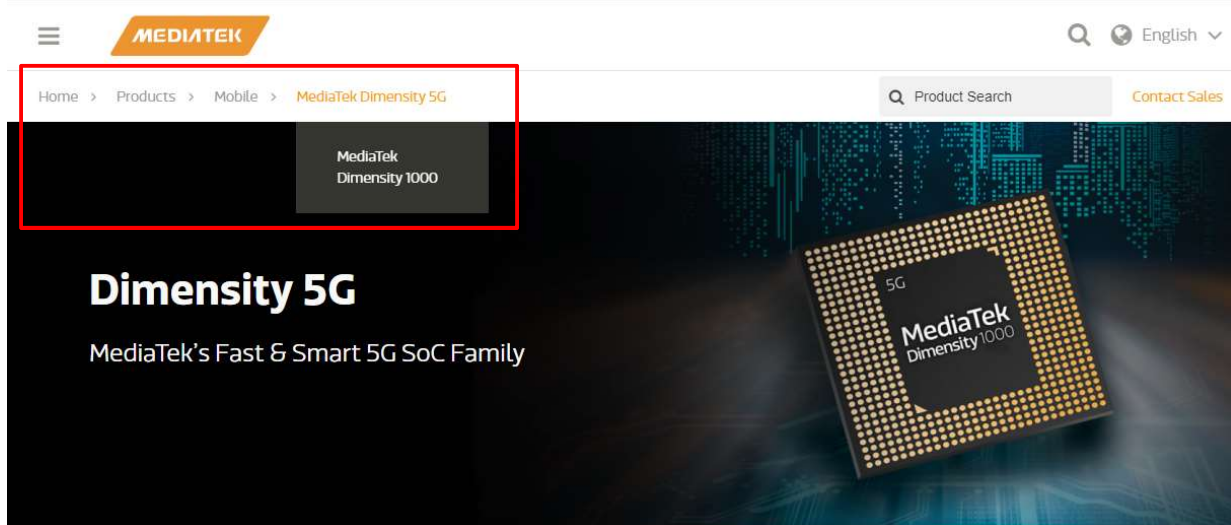 MEDIATEK
English
Home > Products > Mobile > MediaTek Dimensity 5G
Product Search
Contact Sales
MediaTek
Dimensity 1000
Dimensity 5G
MediaTek's Fast & Smart 5G SoC Family
5G
MediaTek
Dimensity 1000